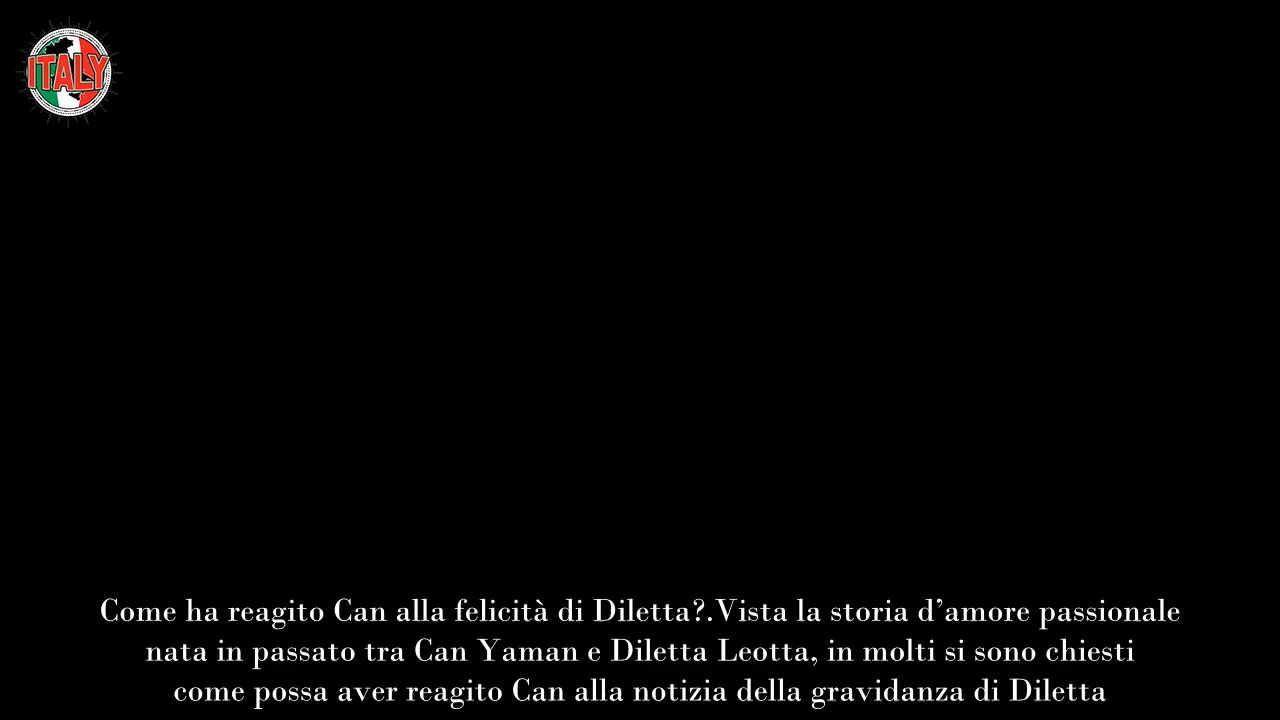 ITALY
Come ha reagito Can alla felicità di Diletta?.Vista la storia d’amore passionale
nata in passato tra Can Yaman e Diletta Leotta, in molti si sono chiesti
come possa aver reagito Can alla notizia della gravidanza di Diletta